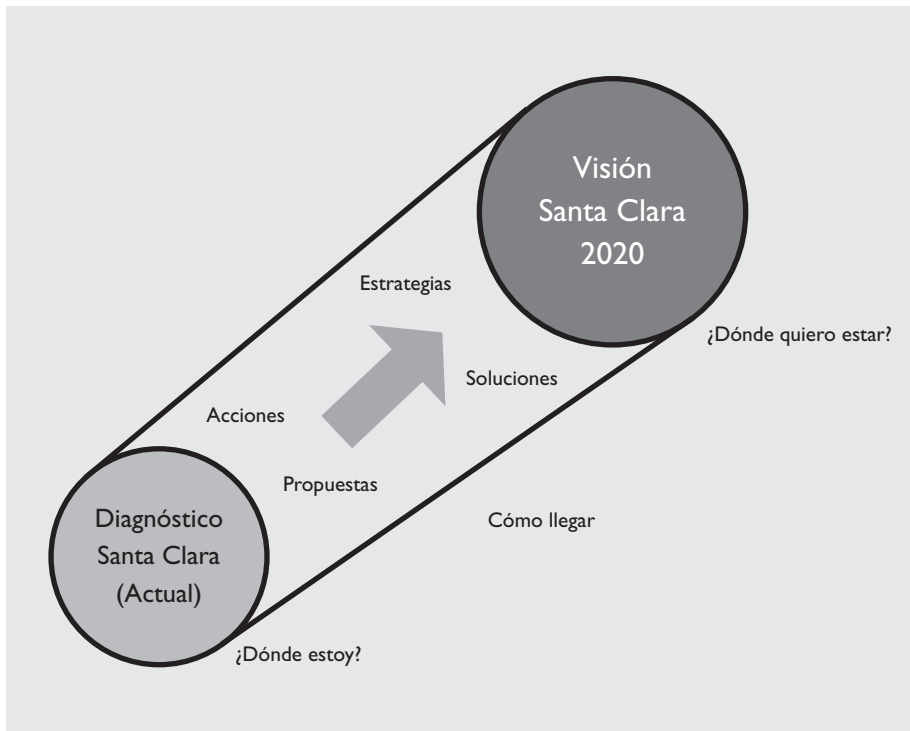 Visión
Santa Clara
2020
Estrategias
¿Dónde quiero estar?
Soluciones
Acciones
Propuestas
Cómo llegar
Diagnóstico
Santa Clara
(Actual)
¿Dónde estoy?